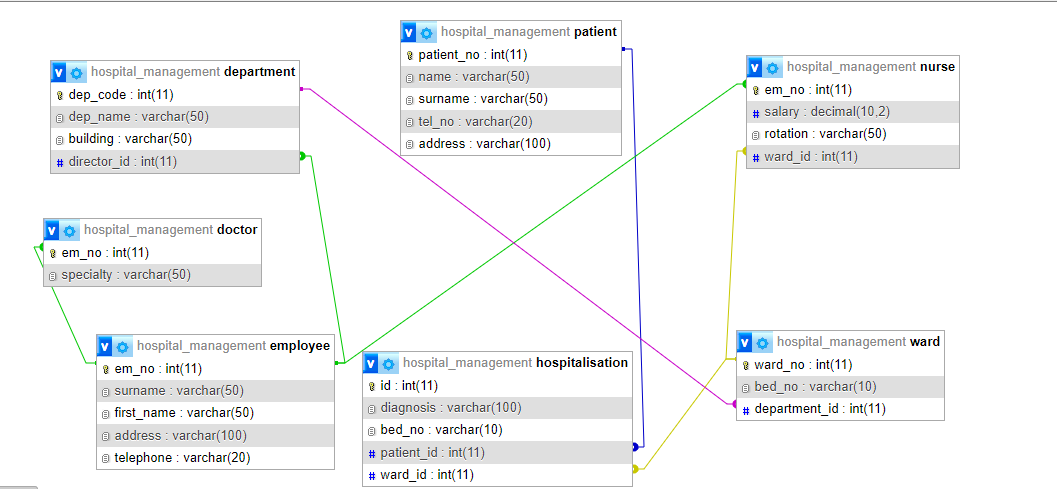 hospital_management patient
patient_no : int(11)
name : varchar(50)
surname : varchar(50)
tel_no : varchar(20)
address : varchar(100)
hospital_management department
dep_code : int(11)
dep_name : varchar(50)
building : varchar(50)
# director_id : int(11)
hospital_management nurse
em_no : int(11)
# salary : decimal(10,2)
rotation : varchar(50)
# ward_id : int(11)
hospital_management doctor
em_no : int(11)
specialty : varchar(50)
hospital_management employee
em_no : int(11)
surname : varchar(50)
first_name : varchar(50)
address : varchar(100)
telephone : varchar(20)
hospital_management hospitalisation
id : int(11)
diagnosis : varchar(100)
bed_no : varchar(10)
# patient_id : int(11)
# ward_id : int(11)
hospital_management ward
ward_no : int(11)
bed_no : varchar(10)
# department_id : int(11)